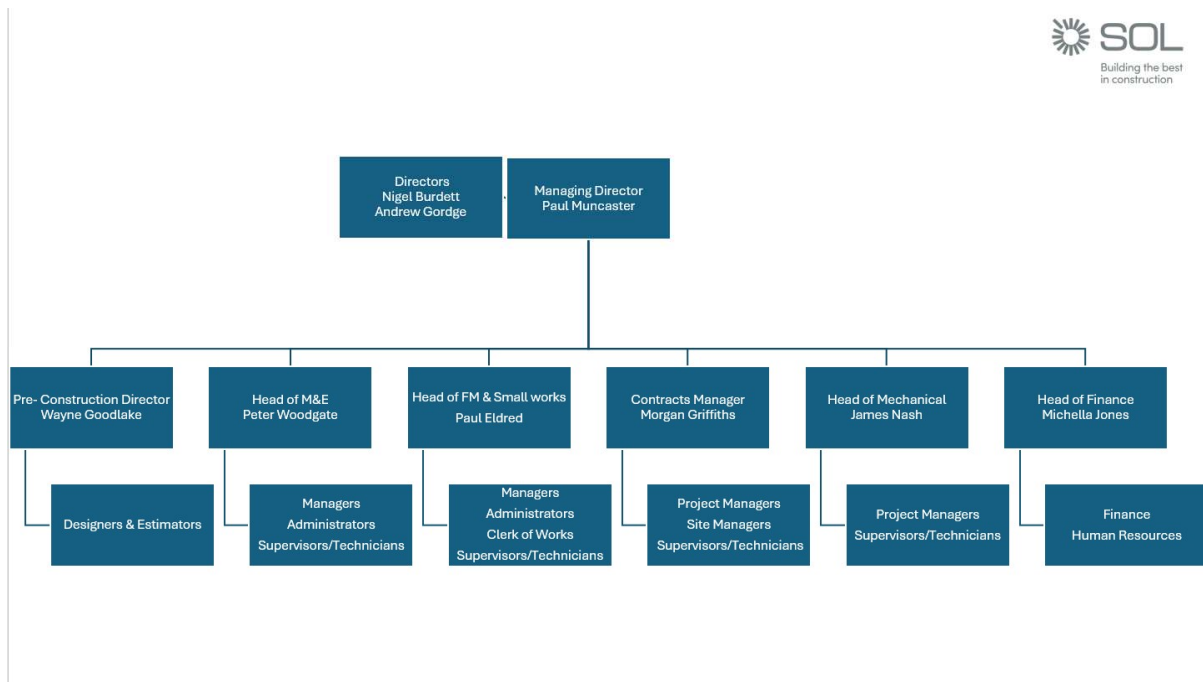 SOL
Building the best
in construction
Directors
Nigel Burdett
Andrew Gordge
Managing Director
Paul Muncaster
Pre- Construction Director
Wayne Goodlake
Head of M&E
Peter Woodgate
Head of FM & Small works
Paul Eldred
Contracts Manager
Morgan Griffiths
Head of Mechanical
James Nash
Head of Finance
Michella Jones
Designers & Estimators
Managers
Administrators
Supervisors/Technicians
Managers
Administrators
Clerk of Works
Supervisors/Technicians
Project Managers
Site Managers
Supervisors/Technicians
Project Managers
Supervisors/Technicians
Finance
Human Resources